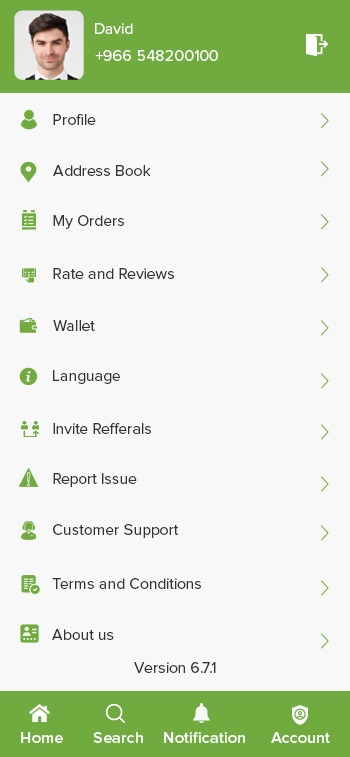 David
+966 548200100
Profile
Address Book
My Orders
Rate and Reviews
Wallet
Language
Invite Refferals
Report Issue
Customer Support
Terms and Conditions
About us
Version 6.7.1
Home Search Notification Account